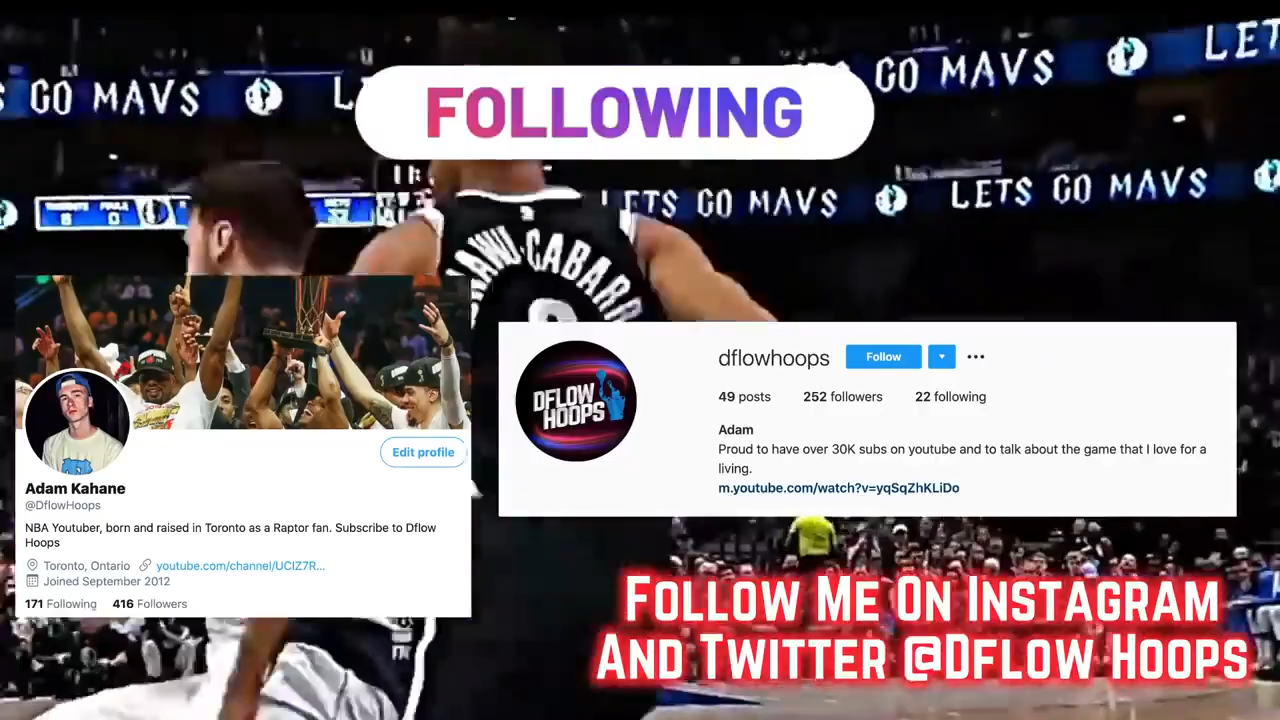 LET
GO MAVS
GO MAVS
FOLLOWING
LETS GO MAVS
LETS GO MAVS
Adam Kahane
@DflowHoops
NBA Youtuber, born and raised in Toronto as a Raptor fan. Subscribe to Dflow
Hoops
Toronto, Ontario
youtube.com/channel/UCIZ7R...
Joined September 2012
171 Following 416 Followers
Edit profile
DFLOW
HOOPS
dflowhoops
Follow
49 posts 252 followers 22 following
Adam
Proud to have over 30K subs on youtube and to talk about the game that I love for a
living.
m.youtube.com/watch?v=yqSqZhKLiDo
FOLLOW ME ON INSTAGRAM
AND TWITTER @DFLOW HOOPS